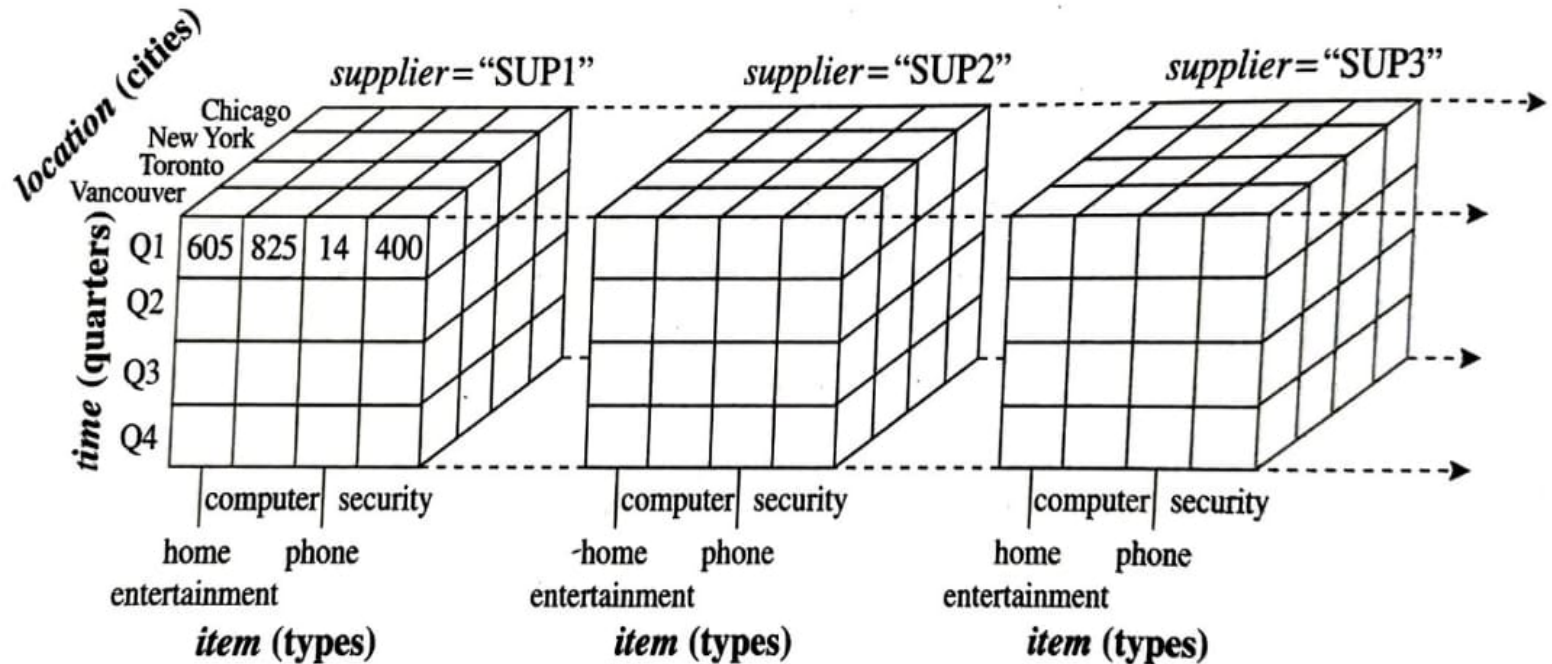 location (cities)
supplier= “SUP1”
supplier= “SUP2”
supplier= “SUP3”
Chicago
New York
Toronto
Vancouver
time (quarters)
Q1 605 825 14 400
Q2
Q3
Q4
computer security
home phone
entertainment
item (types)
computer security
home phone
entertainment
item (types)
computer security
home phone
entertainment
item (types)